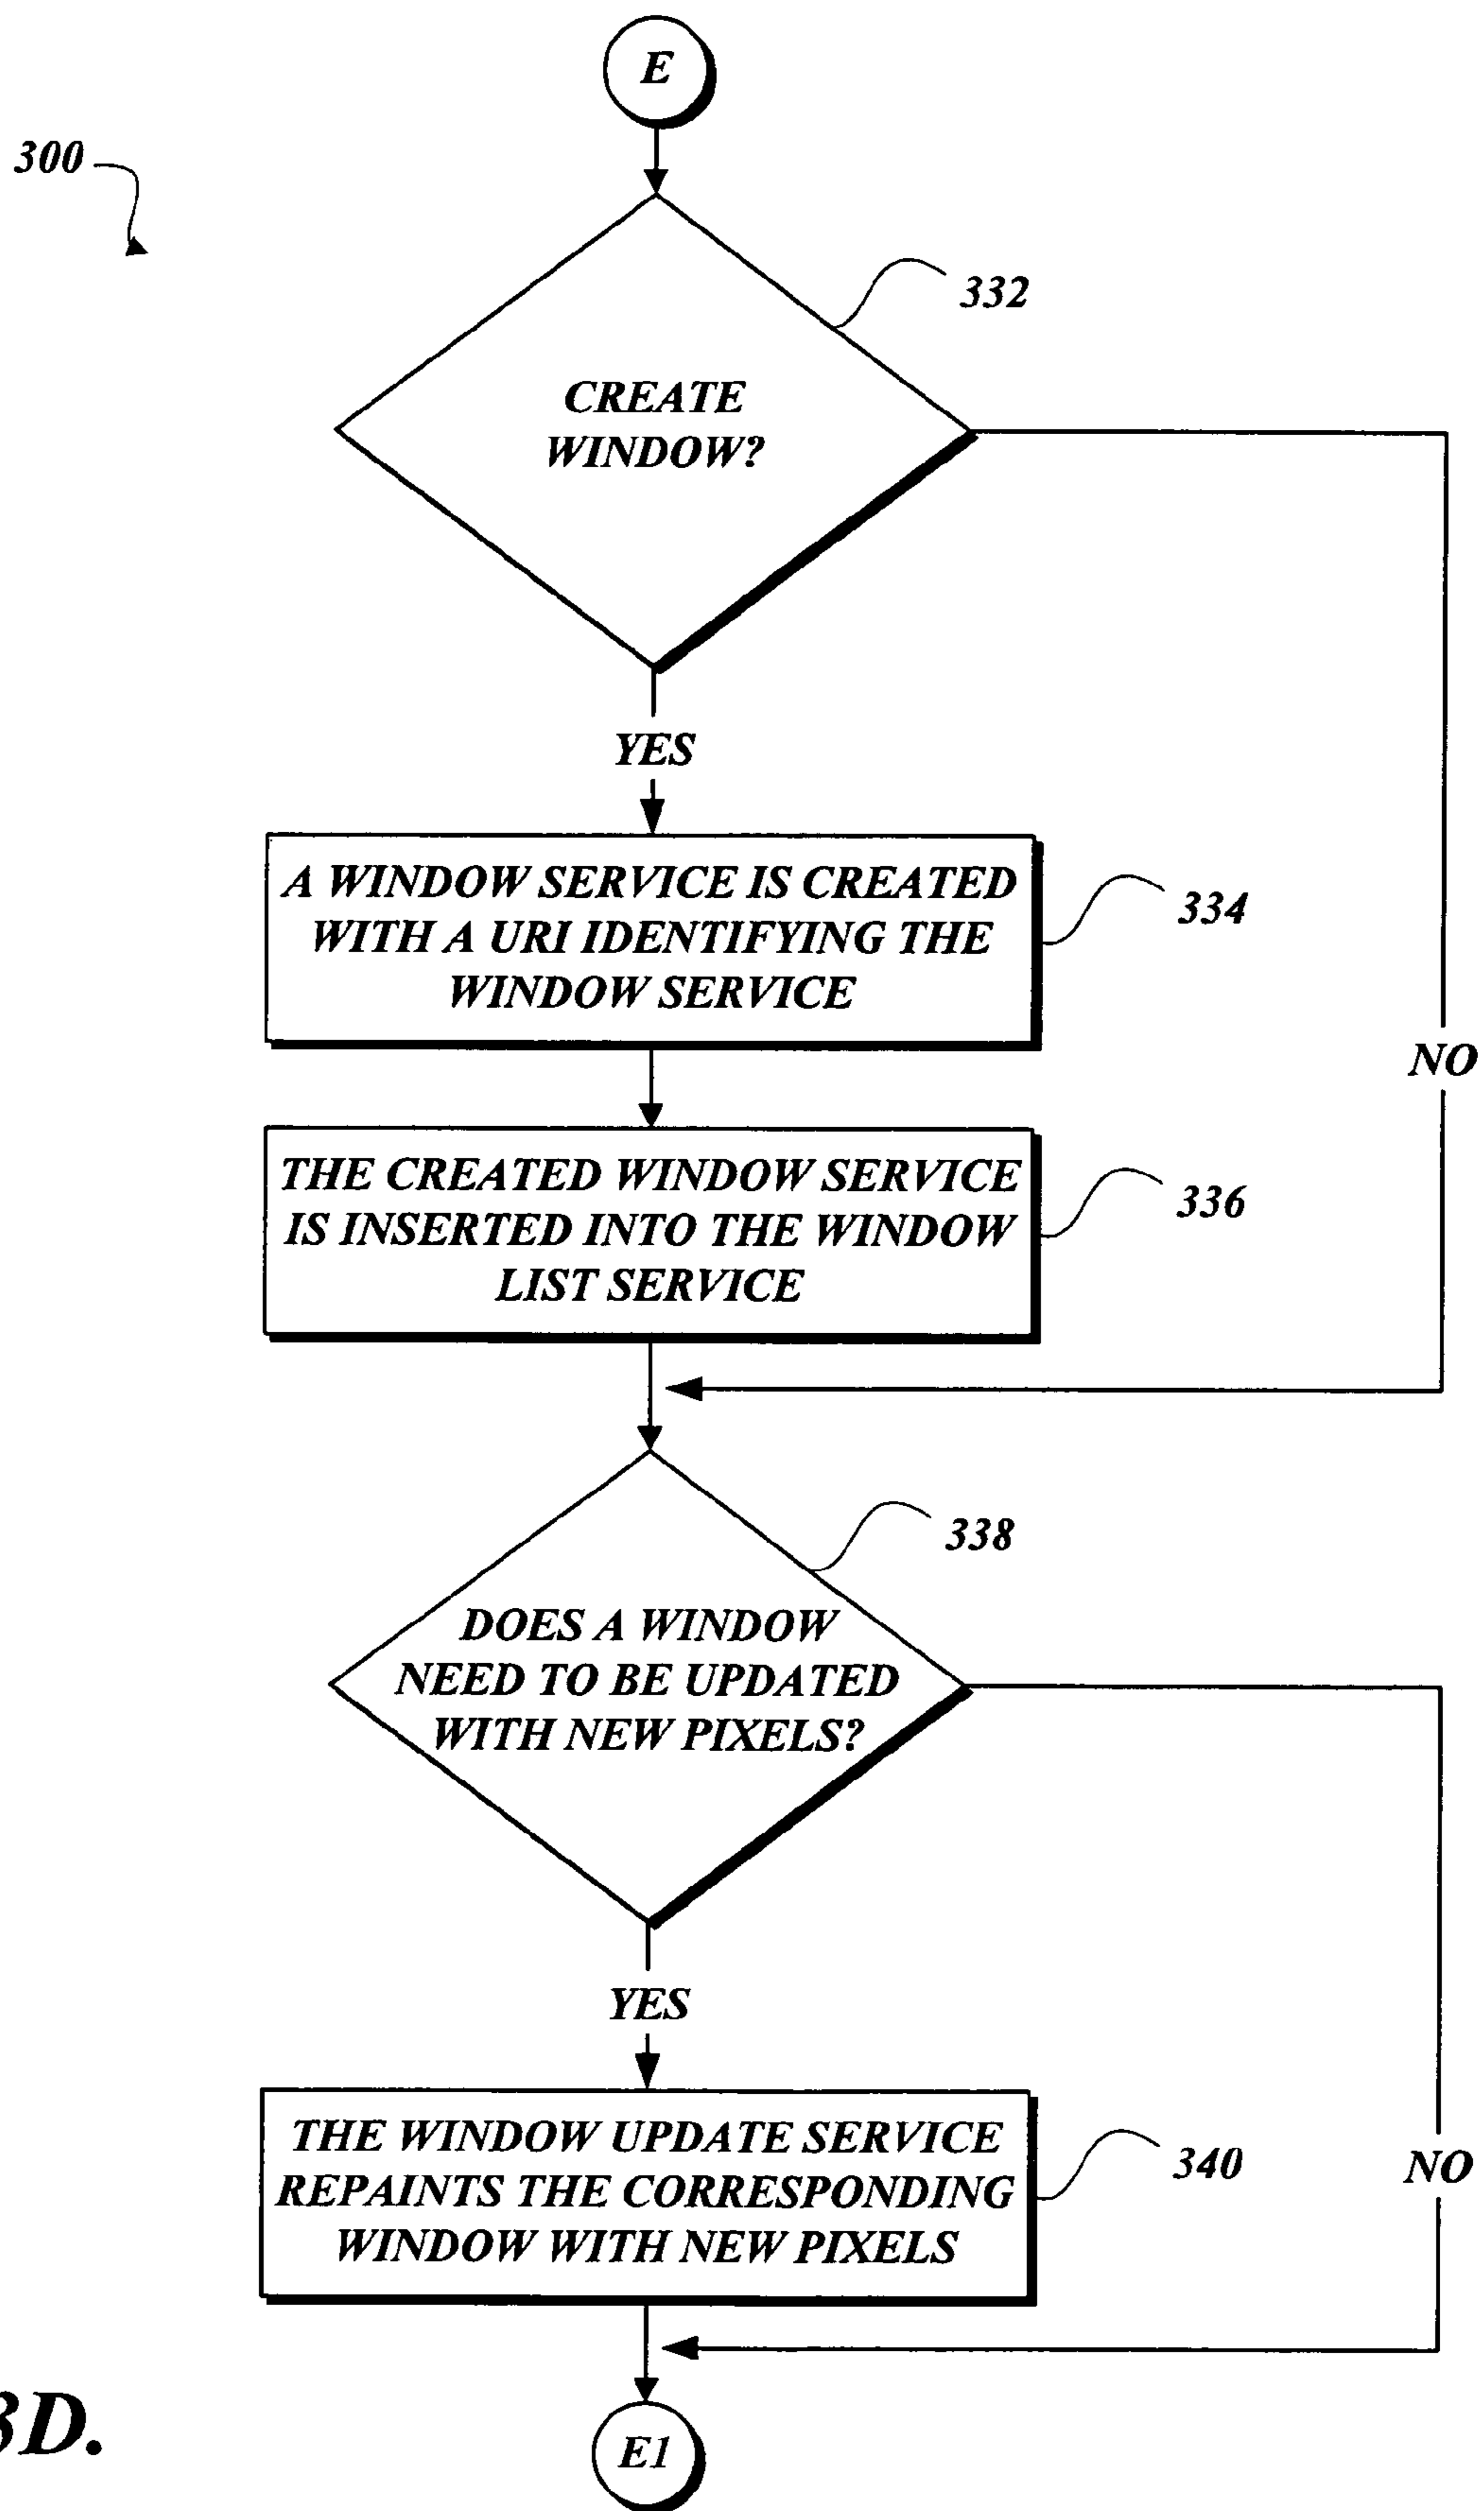 E
300
332
CREATE
WINDOW?
YES
A WINDOW SERVICE IS CREATED
WITH A URI IDENTIFYING THE
WINDOW SERVICE
334
NO
THE CREATED WINDOW SERVICE
IS INSERTED INTO THE WINDOW
LIST SERVICE
336
338
DOES A WINDOW
NEED TO BE UPDATED
WITH NEW PIXELS?
YES
THE WINDOW UPDATE SERVICE
REPAINTS THE CORRESPONDING
WINDOW WITH NEW PIXELS
340
NO
3D.
E1